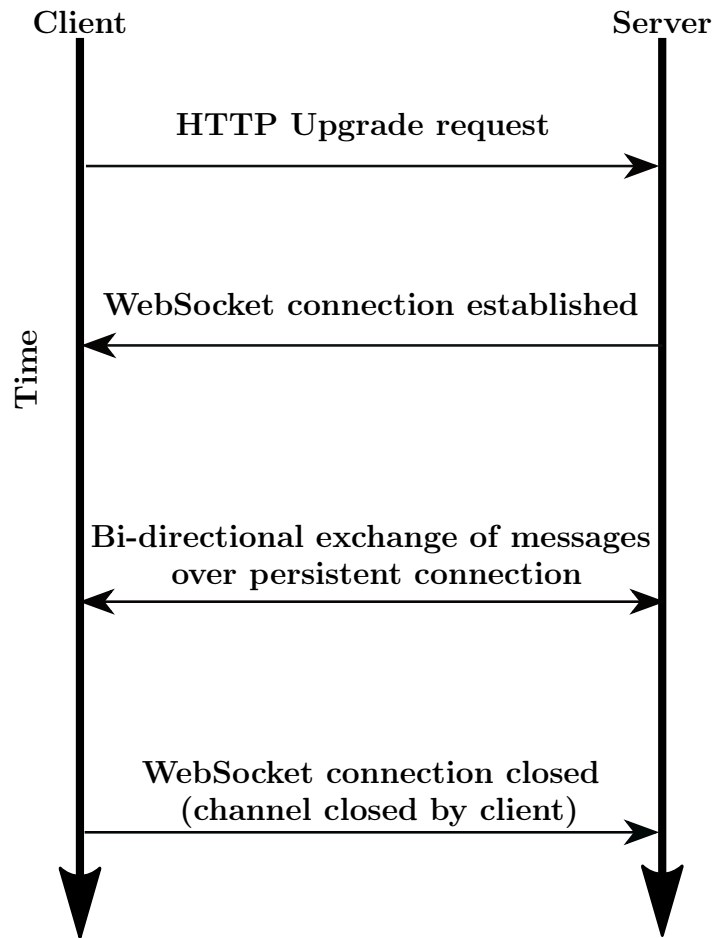 Client
Server
HTTP Upgrade request
WebSocket connection established
Time
Bi-directional exchange of messages
over persistent connection
WebSocket connection closed
(channel closed by client)